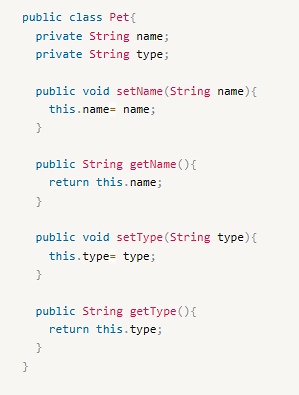 public class Pet{
private String name;
private String type;
public void setName(String name){
this.name= name;
}
public String getName(){
return this.name;
}
public void setType(String type){
this.type= type;
}
public String getType(){
return this.type;
}
}